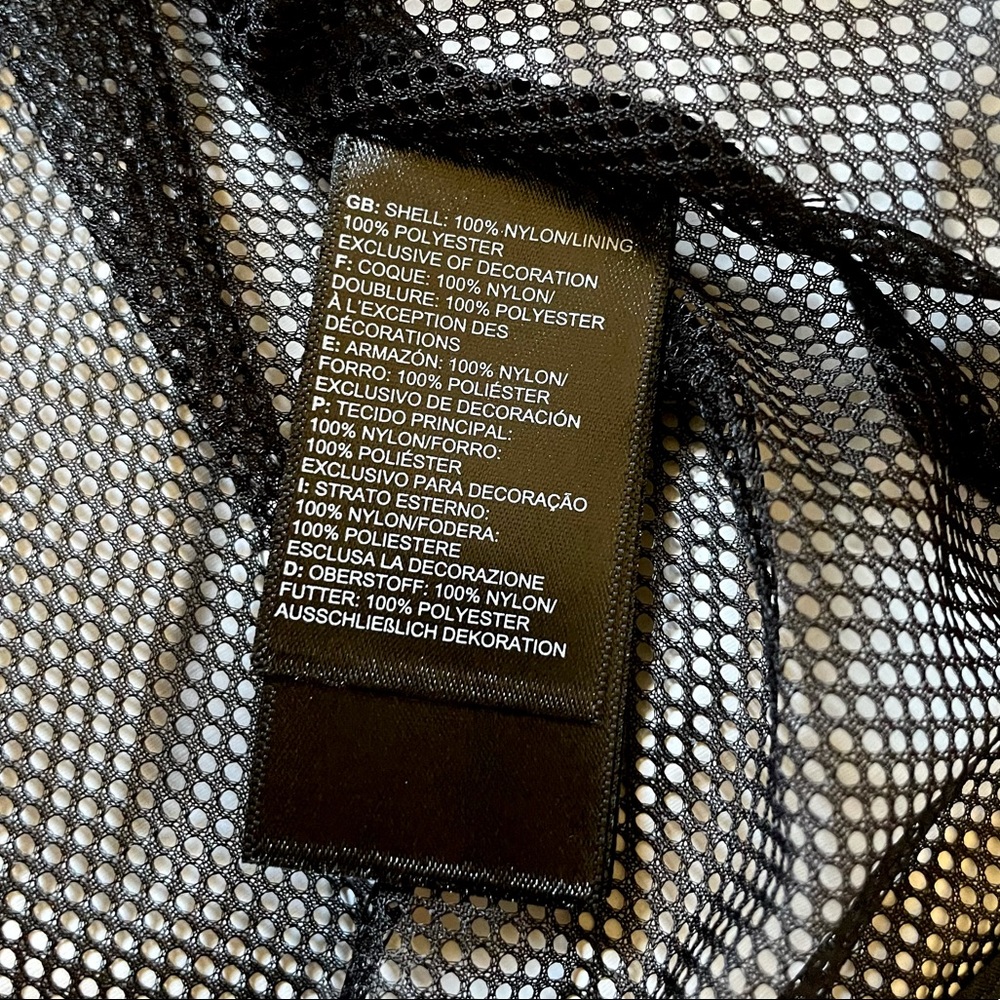 GB: SHELL: 100% NYLON/LINING:
100% POLYESTER
EXCLUSIVE OF DECORATION
F: COQUE: 100% NYLON/
DOUBLURE: 100% POLYESTER
À L'EXCEPTION DES
DÉCORATIONS
E: ARMAZÓN: 100% NYLON/
FORRO: 100% POLIÉSTER
EXCLUSIVO DE DECORACIÓN
P: TECIDO PRINCIPAL:
100% NYLON/FORRO:
100% POLIÉSTER
EXCLUSIVO PARA DECORAÇÃO
I: STRATO ESTERNO:
100% NYLON/FODERA:
100% POLIESTERE
ESCLUSA LA DECORAZIONE
D: OBERSTOFF: 100% NYLON/
FUTTER: 100% POLYESTER
AUSSCHLIEßLICH DEKORATION